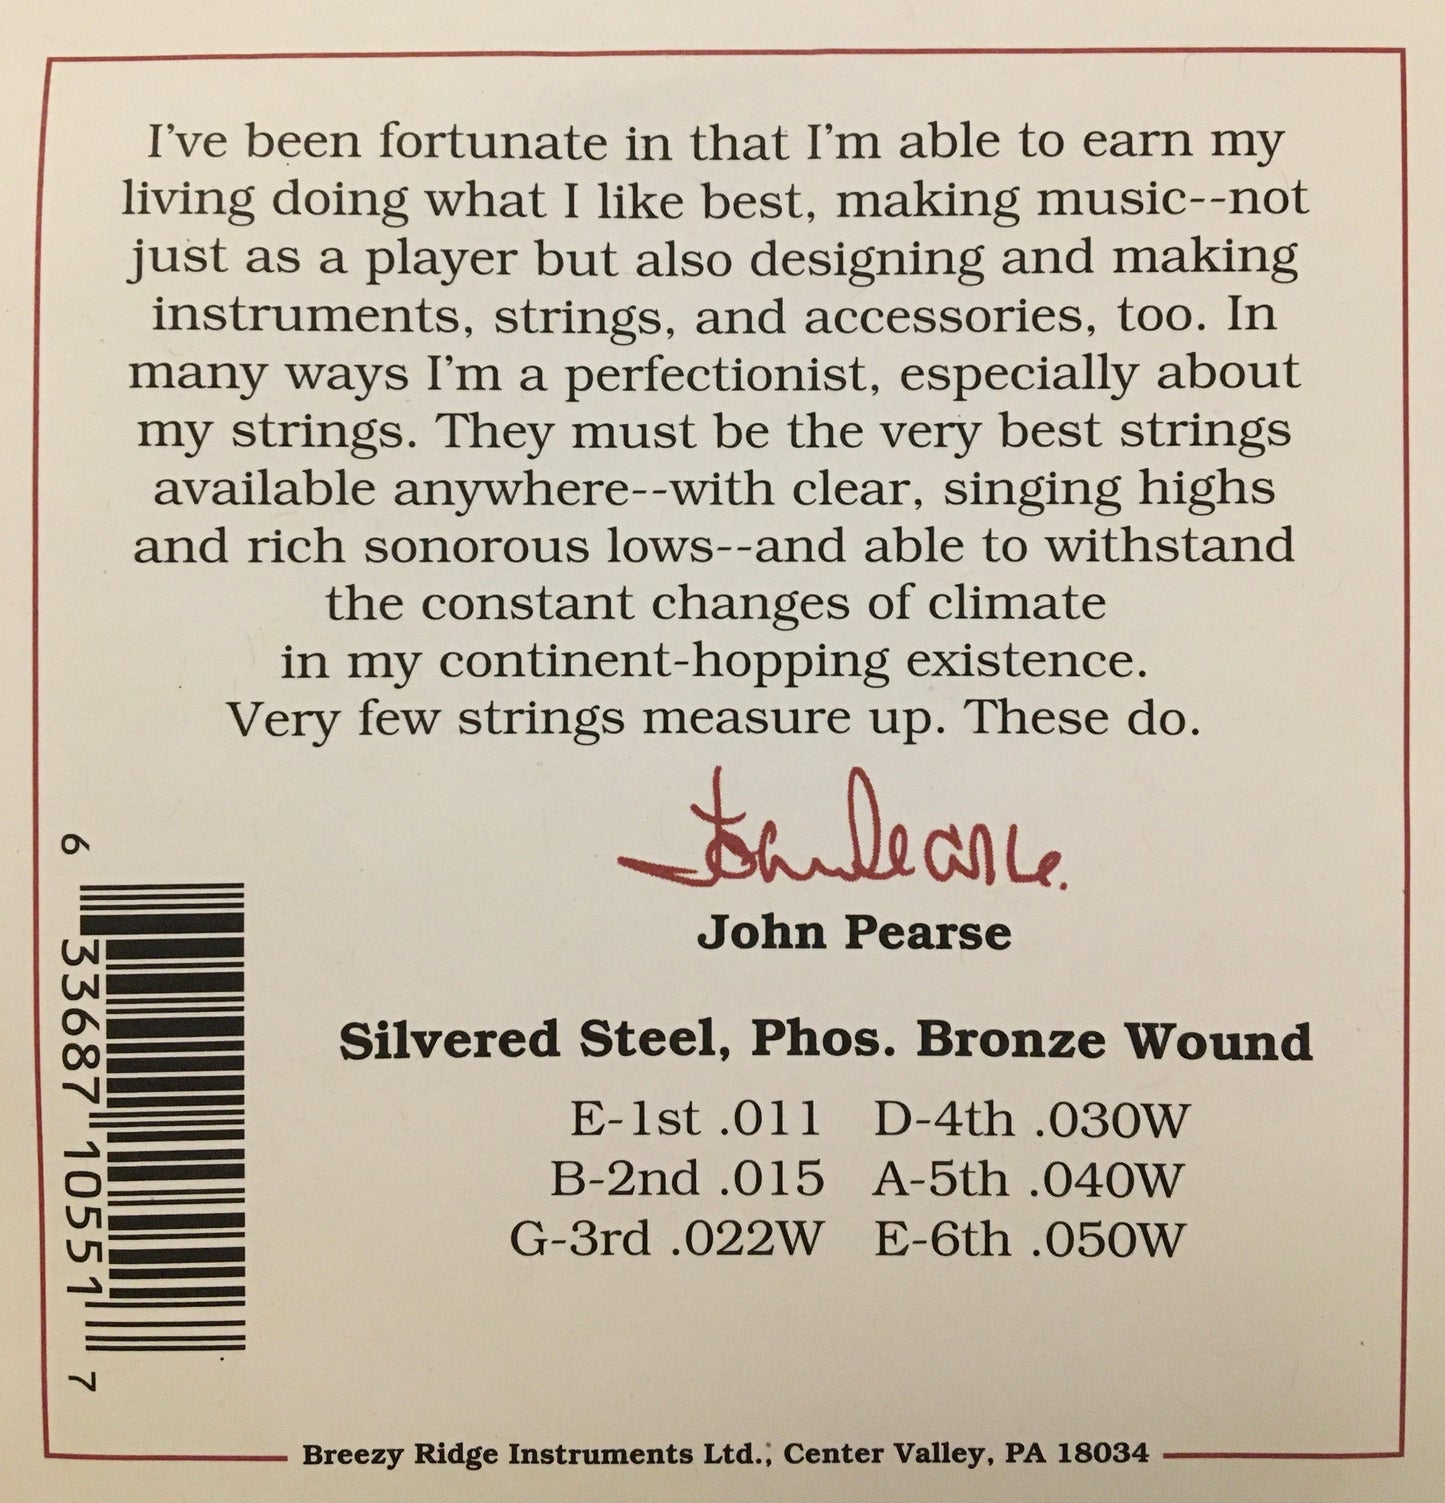 I've been fortunate in that I'm able to earn my
living doing what I like best, making music--not
just as a player but also designing and making
instruments, strings, and accessories, too. In
many ways I'm a perfectionist, especially about
my strings. They must be the very best strings
available anywhere--with clear, singing highs
and rich sonorous lows--and able to withstand
the constant changes of climate
in my continent-hopping existence.
Very few strings measure up. These do.
John Pearse.
John Pearse
Silvered Steel, Phos. Bronze Wound
E-1st .011 D-4th .030W
B-2nd .015 A-5th .040W
G-3rd .022W E-6th .050W
6 33687 10551 7
Breezy Ridge Instruments Ltd., Center Valley, PA 18034